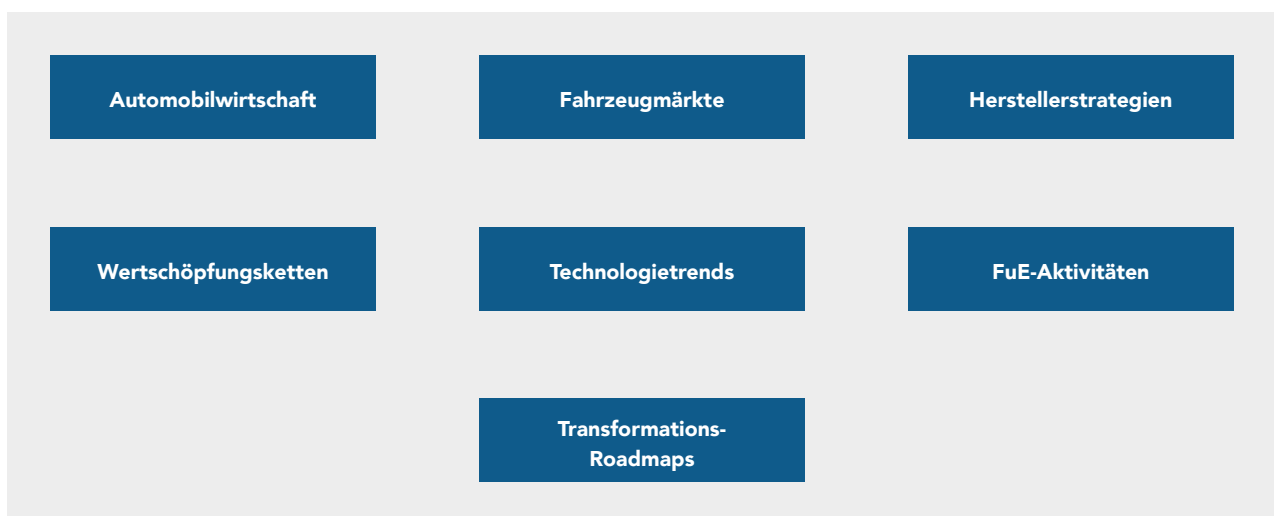 Automobilwirtschaft
Fahrzeugmärkte
Herstellerstrategien
Wertschöpfungsketten
Technologietrends
FuE-Aktivitäten
Transformations-
Roadmaps